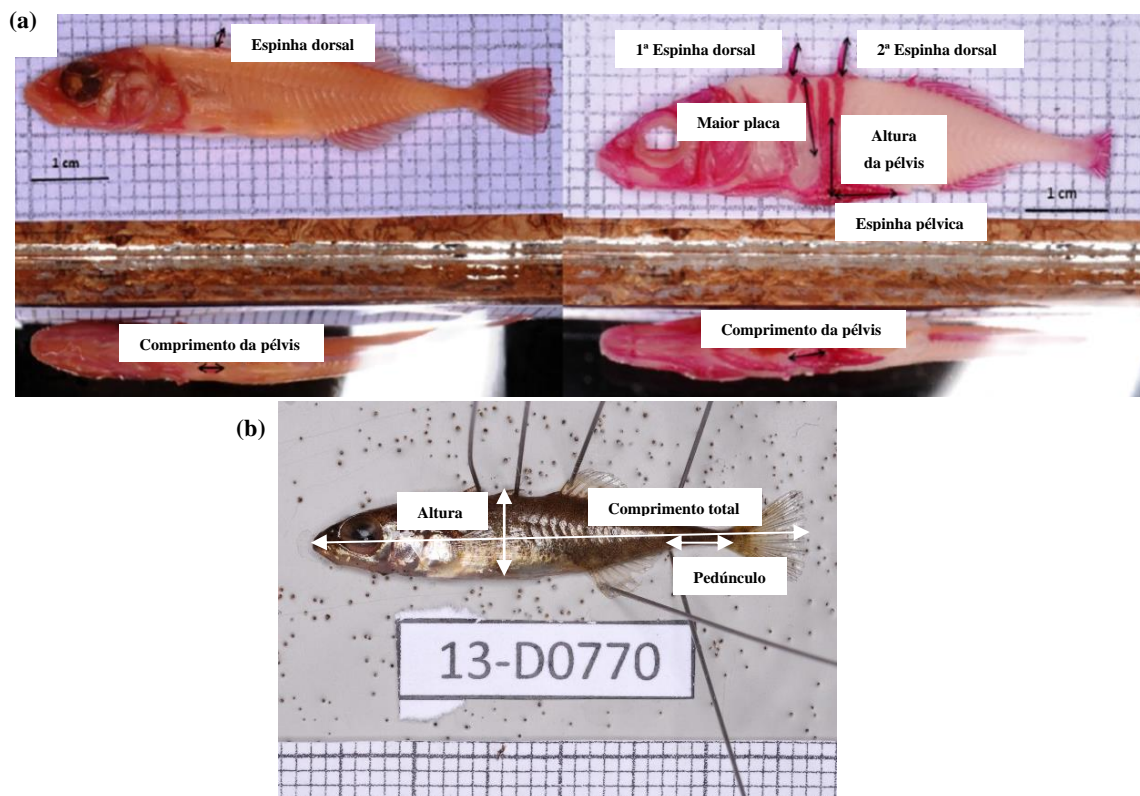 (a)
Espinha dorsal
1ª Espinha dorsal
2ª Espinha dorsal
Maior placa
Altura
da pélvis
1 cm
1 cm
Espinha pélvica
Comprimento da pélvis
Comprimento da pélvis
(b)
Altura
Comprimento total
Pedúnculo
13-D0770